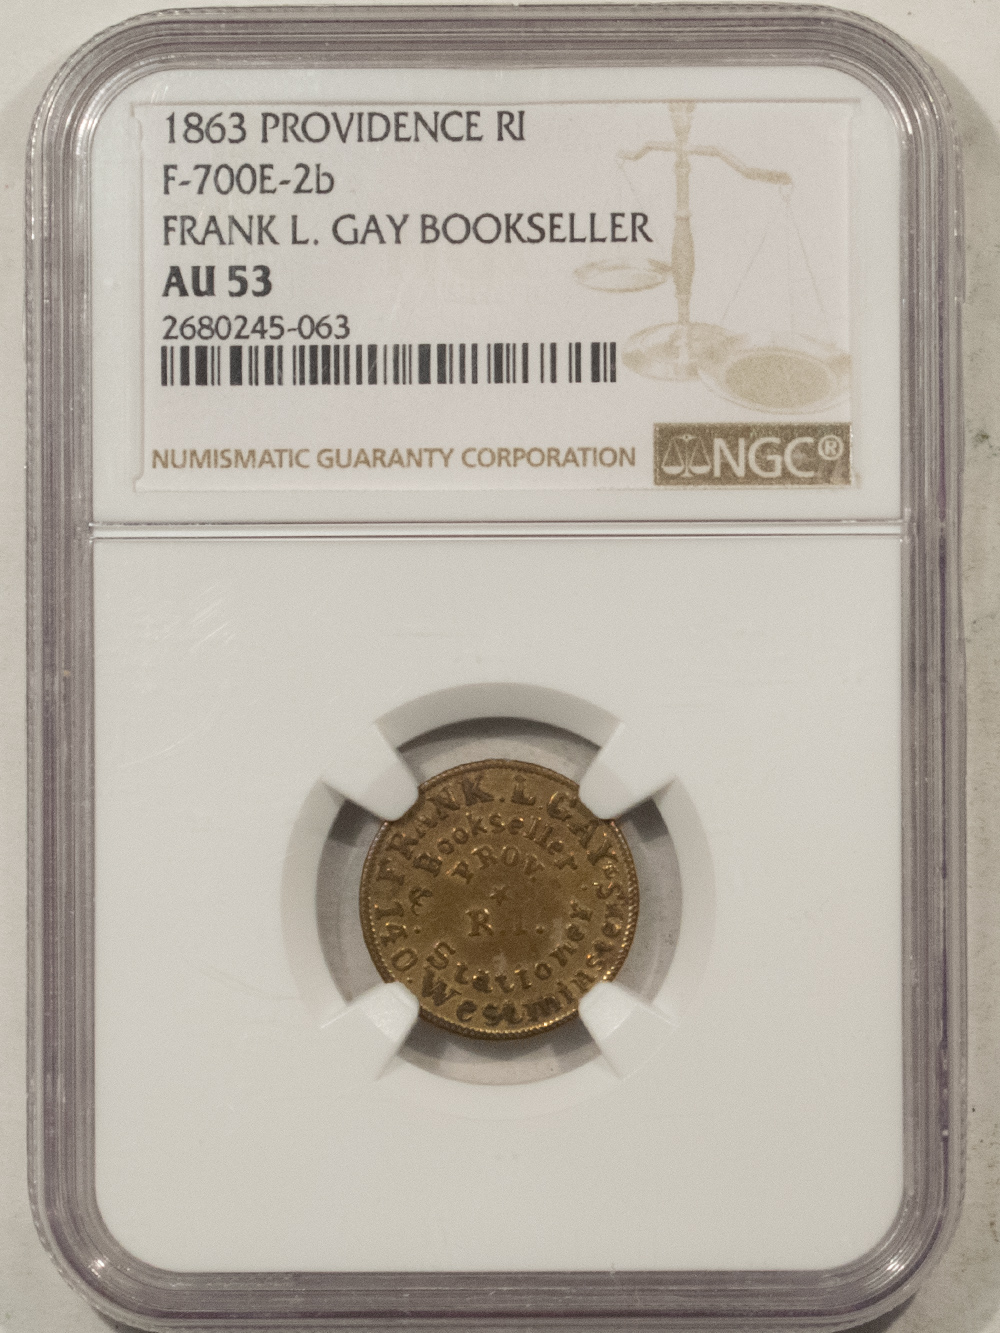 1863 PROVIDENCE RI
F-700E-2b
FRANK L. GAY BOOKSELLER
AU 53
2680245-063
NUMISMATIC GUARANTY CORPORATION
NGC®
FRANK. L. GAY
Bookseller
PROV.
R.I.
& Stationer.
140. Westminster St